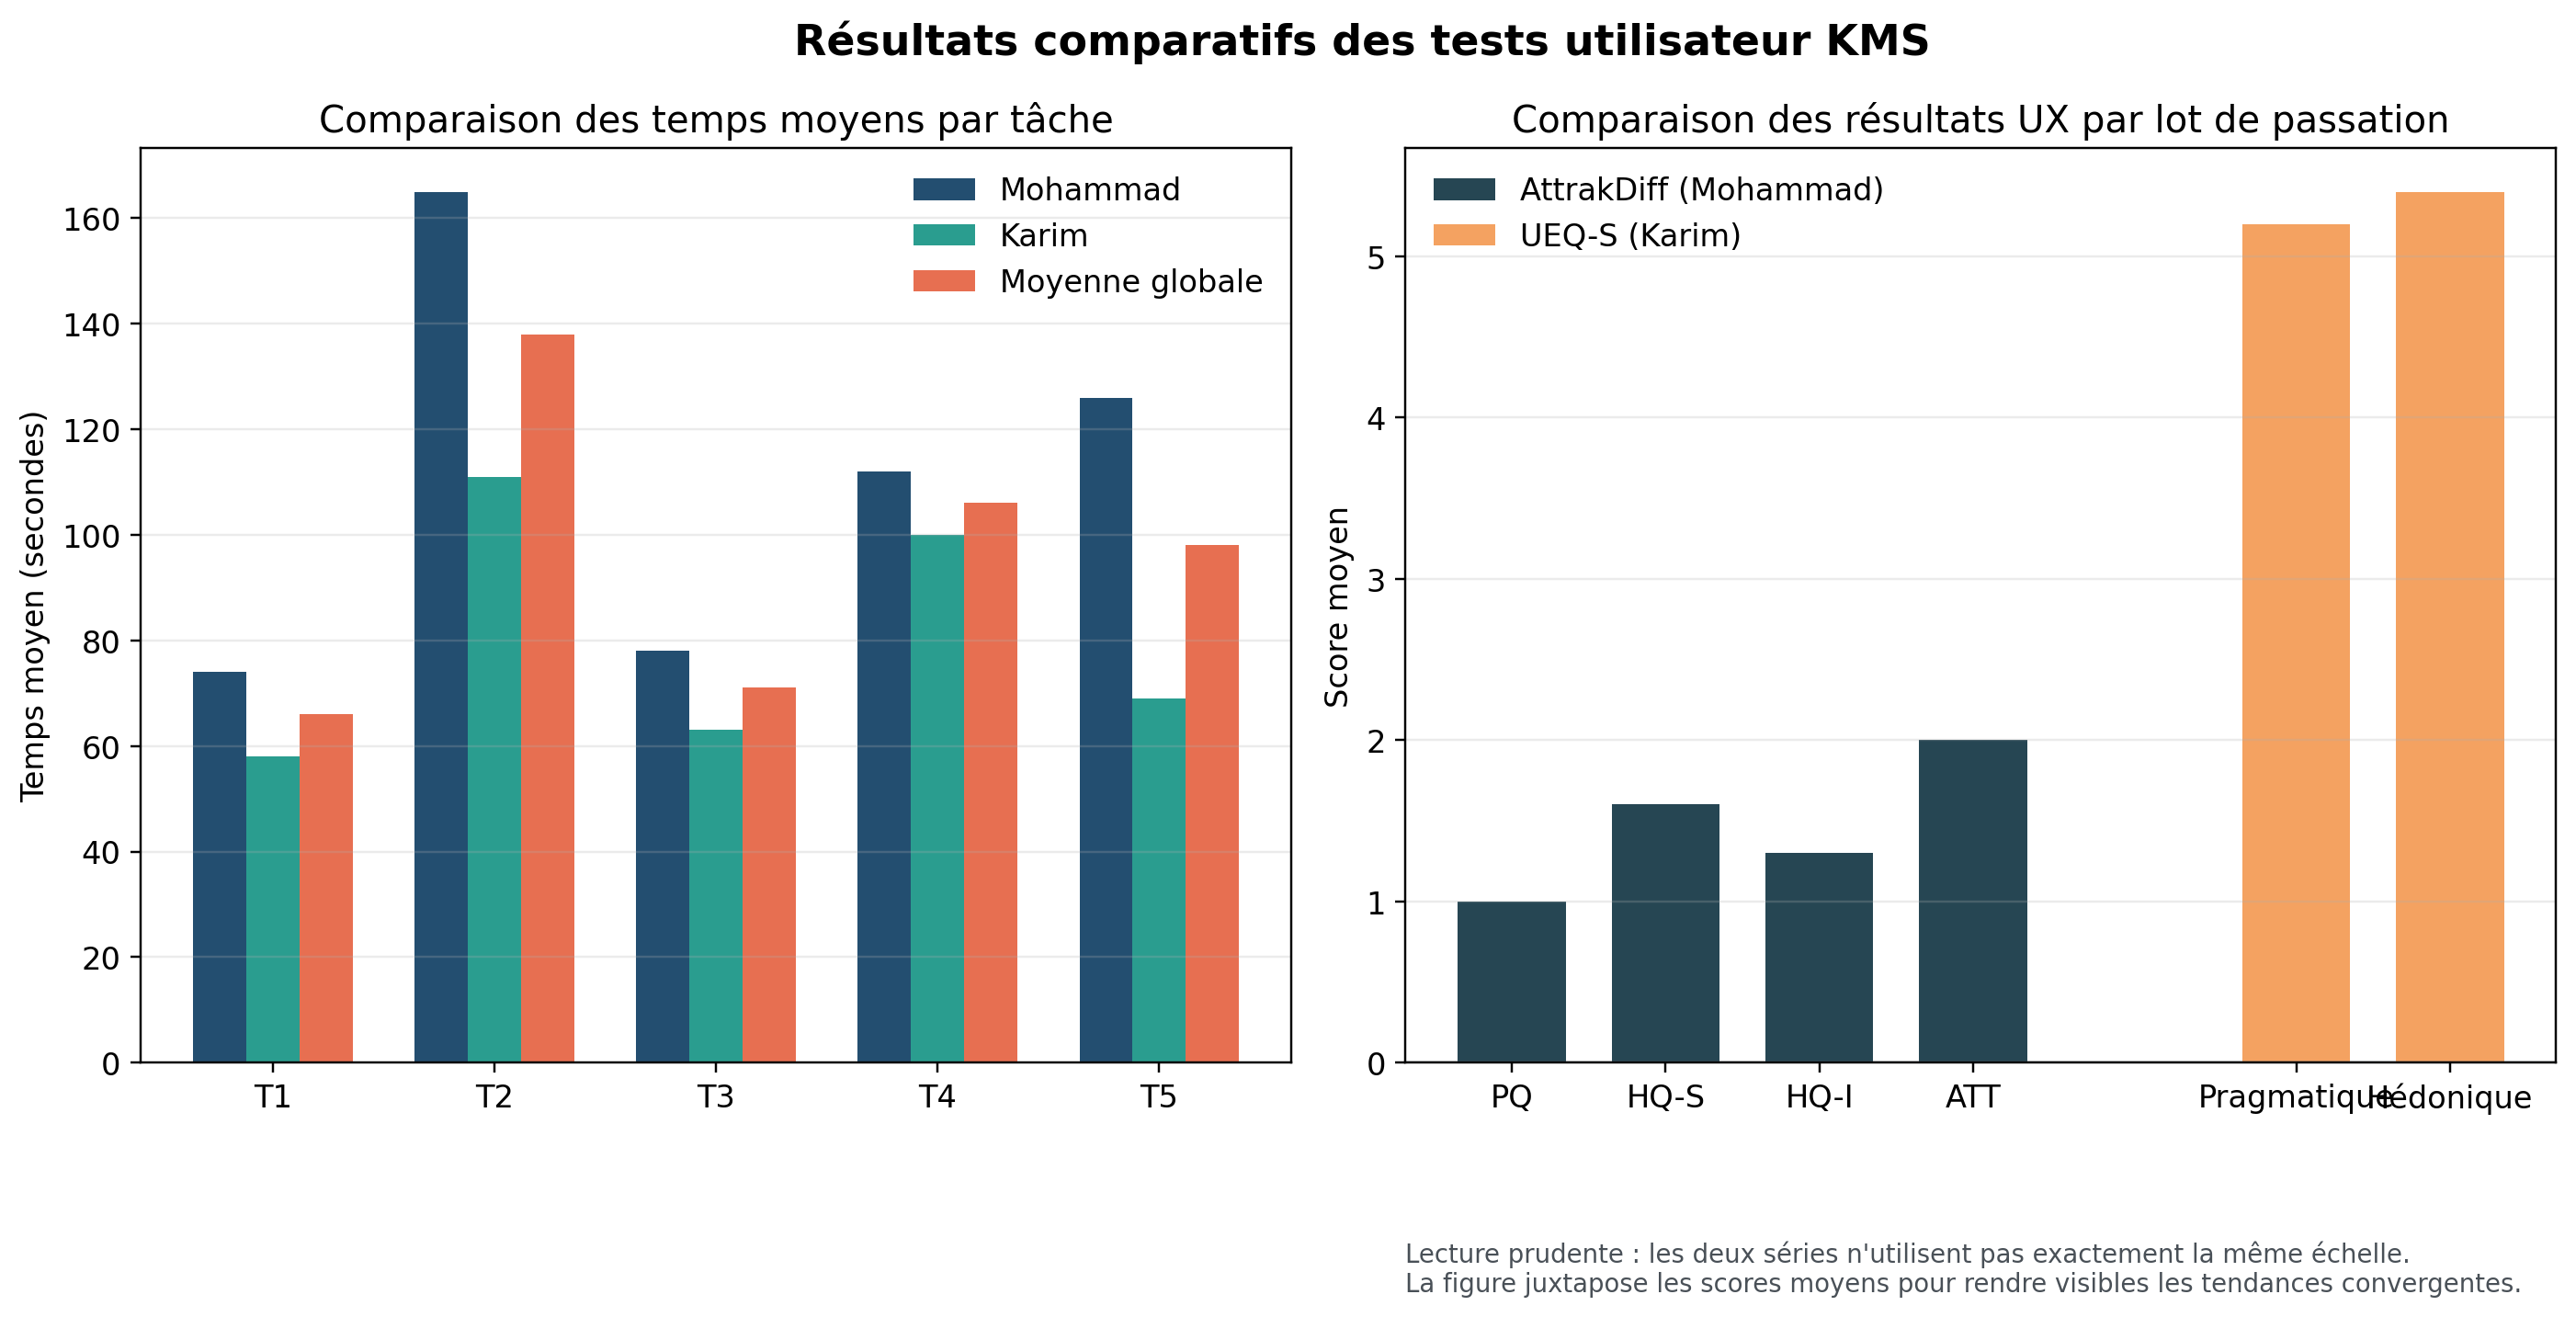 Résultats comparatifs des tests utilisateur KMS
Comparaison des temps moyens par tâche
Mohammad
Karim
Moyenne globale
Temps moyen (secondes)
160
140
120
100
80
60
40
20
0
T1 T2 T3 T4 T5
Comparaison des résultats UX par lot de passation
AttrakDiff (Mohammad)
UEQ-S (Karim)
Score moyen
5
4
3
2
1
0
PQ HQ-S HQ-I ATT Pragmatique Hédonique
Lecture prudente : les deux séries n'utilisent pas exactement la même échelle.
La figure juxtapose les scores moyens pour rendre visibles les tendances convergentes.